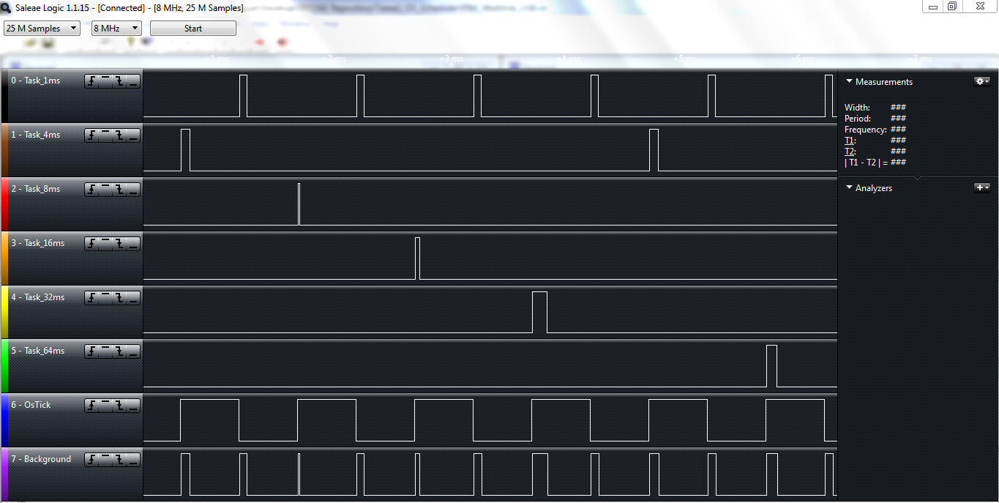 Saleae Logic 1.1.15 - [Connected] - [8 MHz, 25 M Samples]
25 M Samples 8 MHz Start
+1 ms +2 ms +3 ms +4 ms +5 ms +6 ms +7 ms
0 - Task_1ms
1 - Task_4ms
2 - Task_8ms
3 - Task_16ms
4 - Task_32ms
5 - Task_64ms
6 - OsTick
7 - Background
Measurements
Width: ###
Period: ###
Frequency: ###
T1: ###
T2: ###
| T1 - T2 | = ###
Analyzers